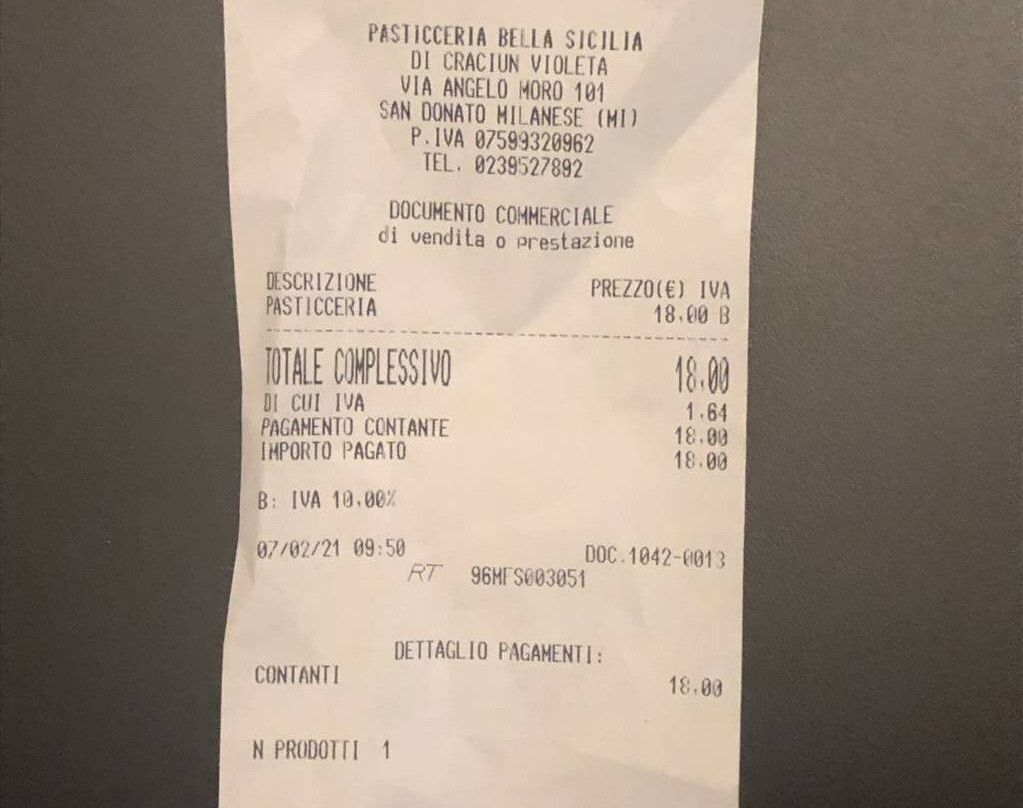 PASTICCERIA BELLA SICILIA
DI CRACIUN VIOLETA
VIA ANGELO MORO 101
SAN DONATO MILANESE (MI)
P.IVA 07599320962
TEL. 0239527892
DOCUMENTO COMMERCIALE
di vendita o prestazione
DESCRIZIONE PREZZO(€) IVA
PASTICCERIA 18.00 B
TOTALE COMPLESSIVO 18.00
DI CUI IVA 1.64
PAGAMENTO CONTANTE 18.00
IMPORTO PAGATO 18.00
B: IVA 10.00%
07/02/21 09:50 DOC.1042-0013
RT 96MFS003051
DETTAGLIO PAGAMENTI:
CONTANTI 18.00
N PRODOTTI 1